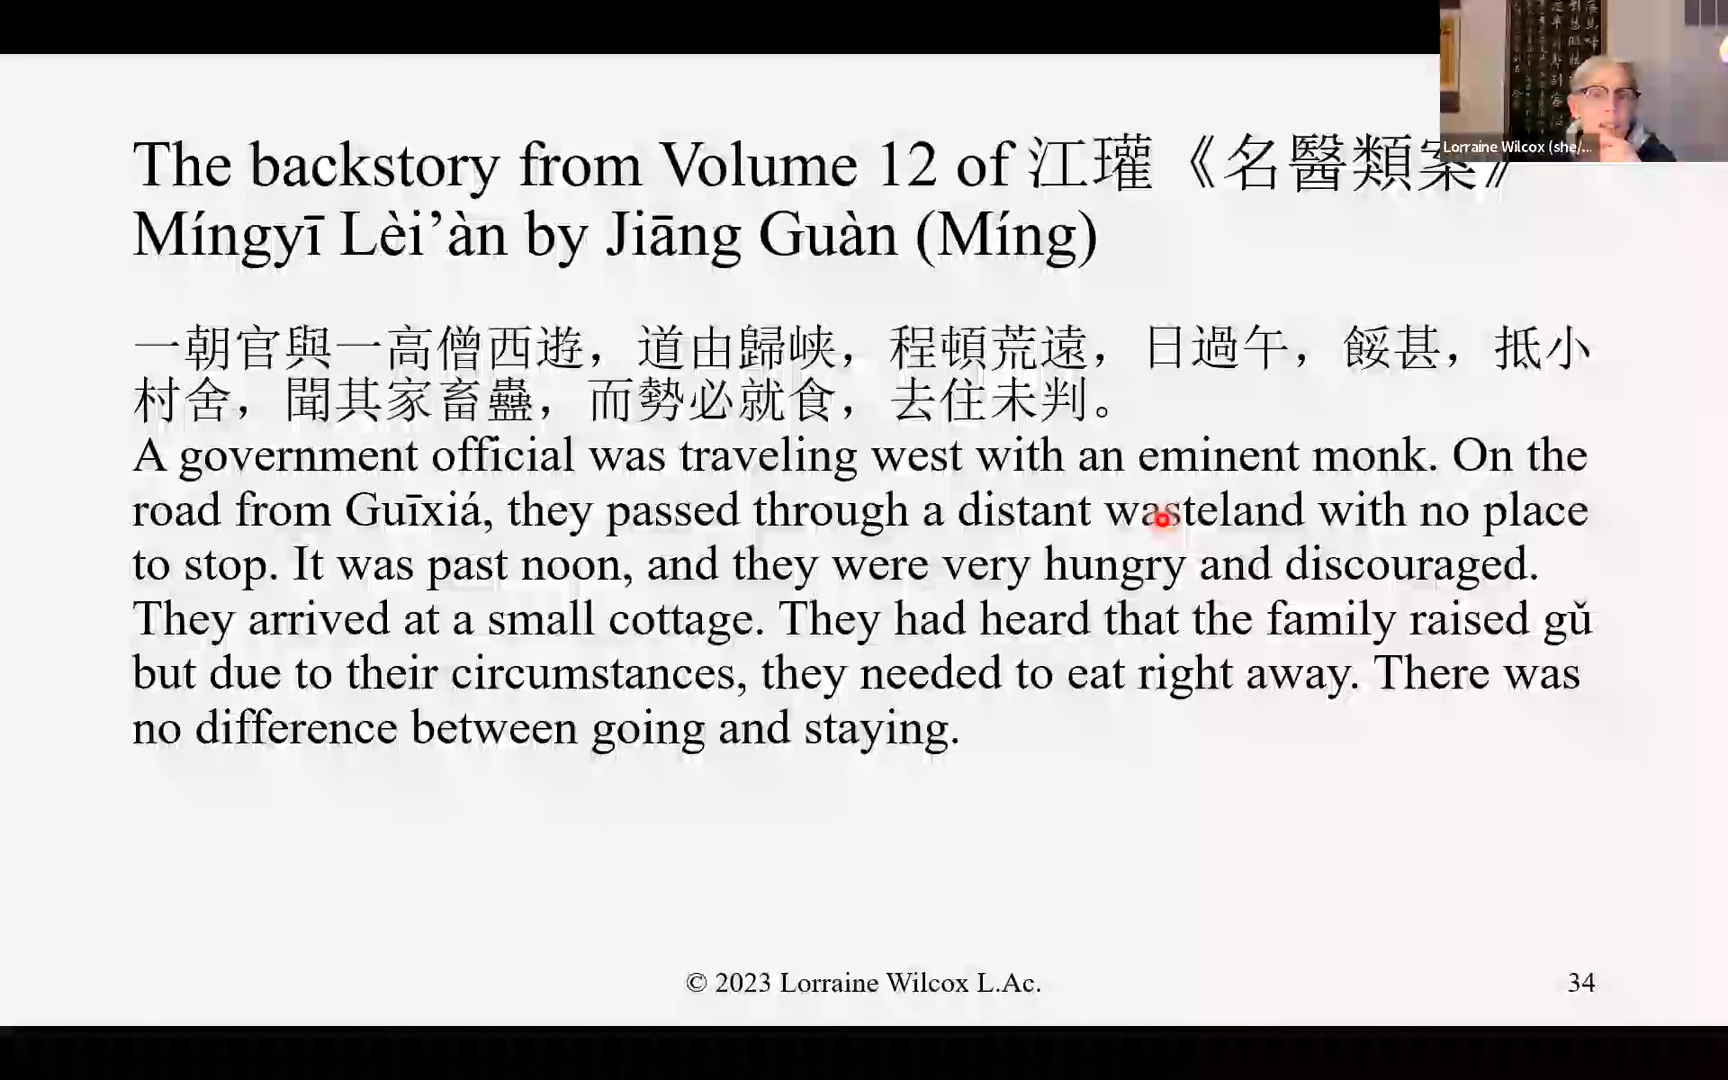 The backstory from Volume 12 of 江瓘《名醫類案》
Míngyī Lèi’àn by Jiāng Guàn (Míng)
一朝官與一高僧西遊，道由歸峡，程頓荒遠，日過午，餒甚，抵小
村舍，聞其家畜蠱，而勢必就食，去住未判。
A government official was traveling west with an eminent monk. On the
road from Guīxiá, they passed through a distant wasteland with no place
to stop. It was past noon, and they were very hungry and discouraged.
They arrived at a small cottage. They had heard that the family raised gǔ
but due to their circumstances, they needed to eat right away. There was
no difference between going and staying.
© 2023 Lorraine Wilcox L.Ac.
34
Lorraine Wilcox (she/...